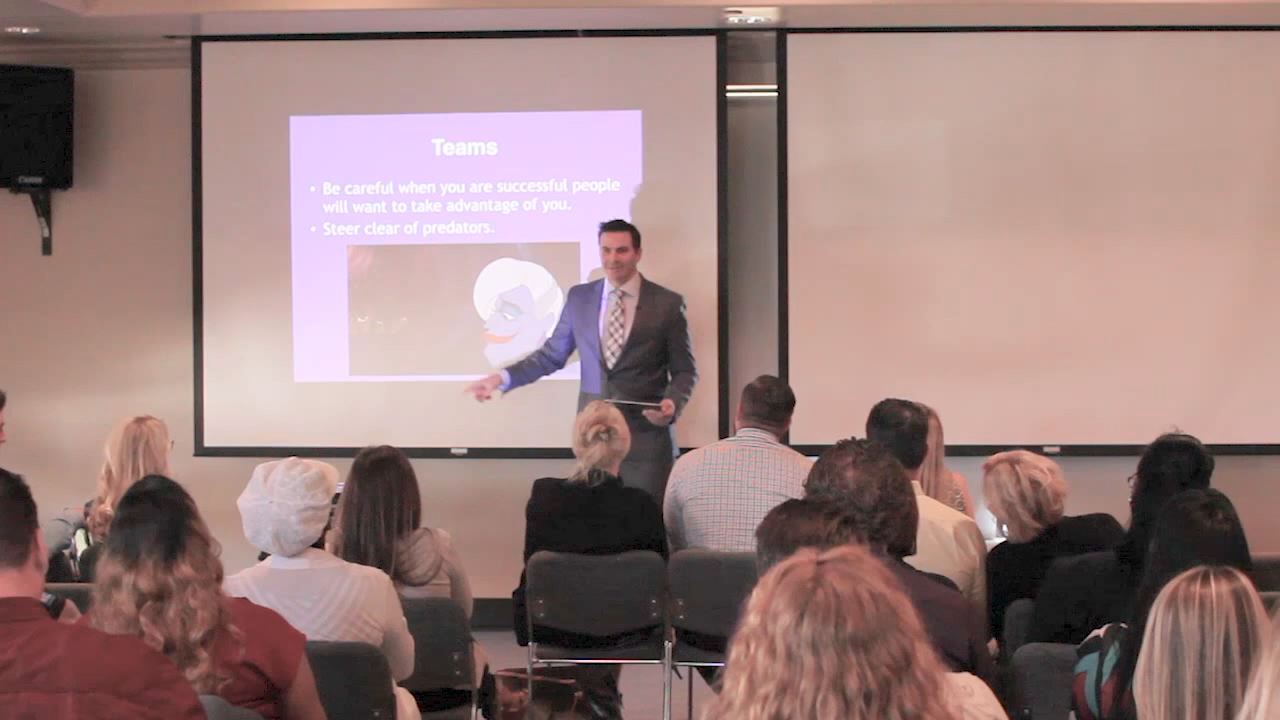 Teams
• Be careful when you are successful people
will want to take advantage of you.
• Steer clear of predators.